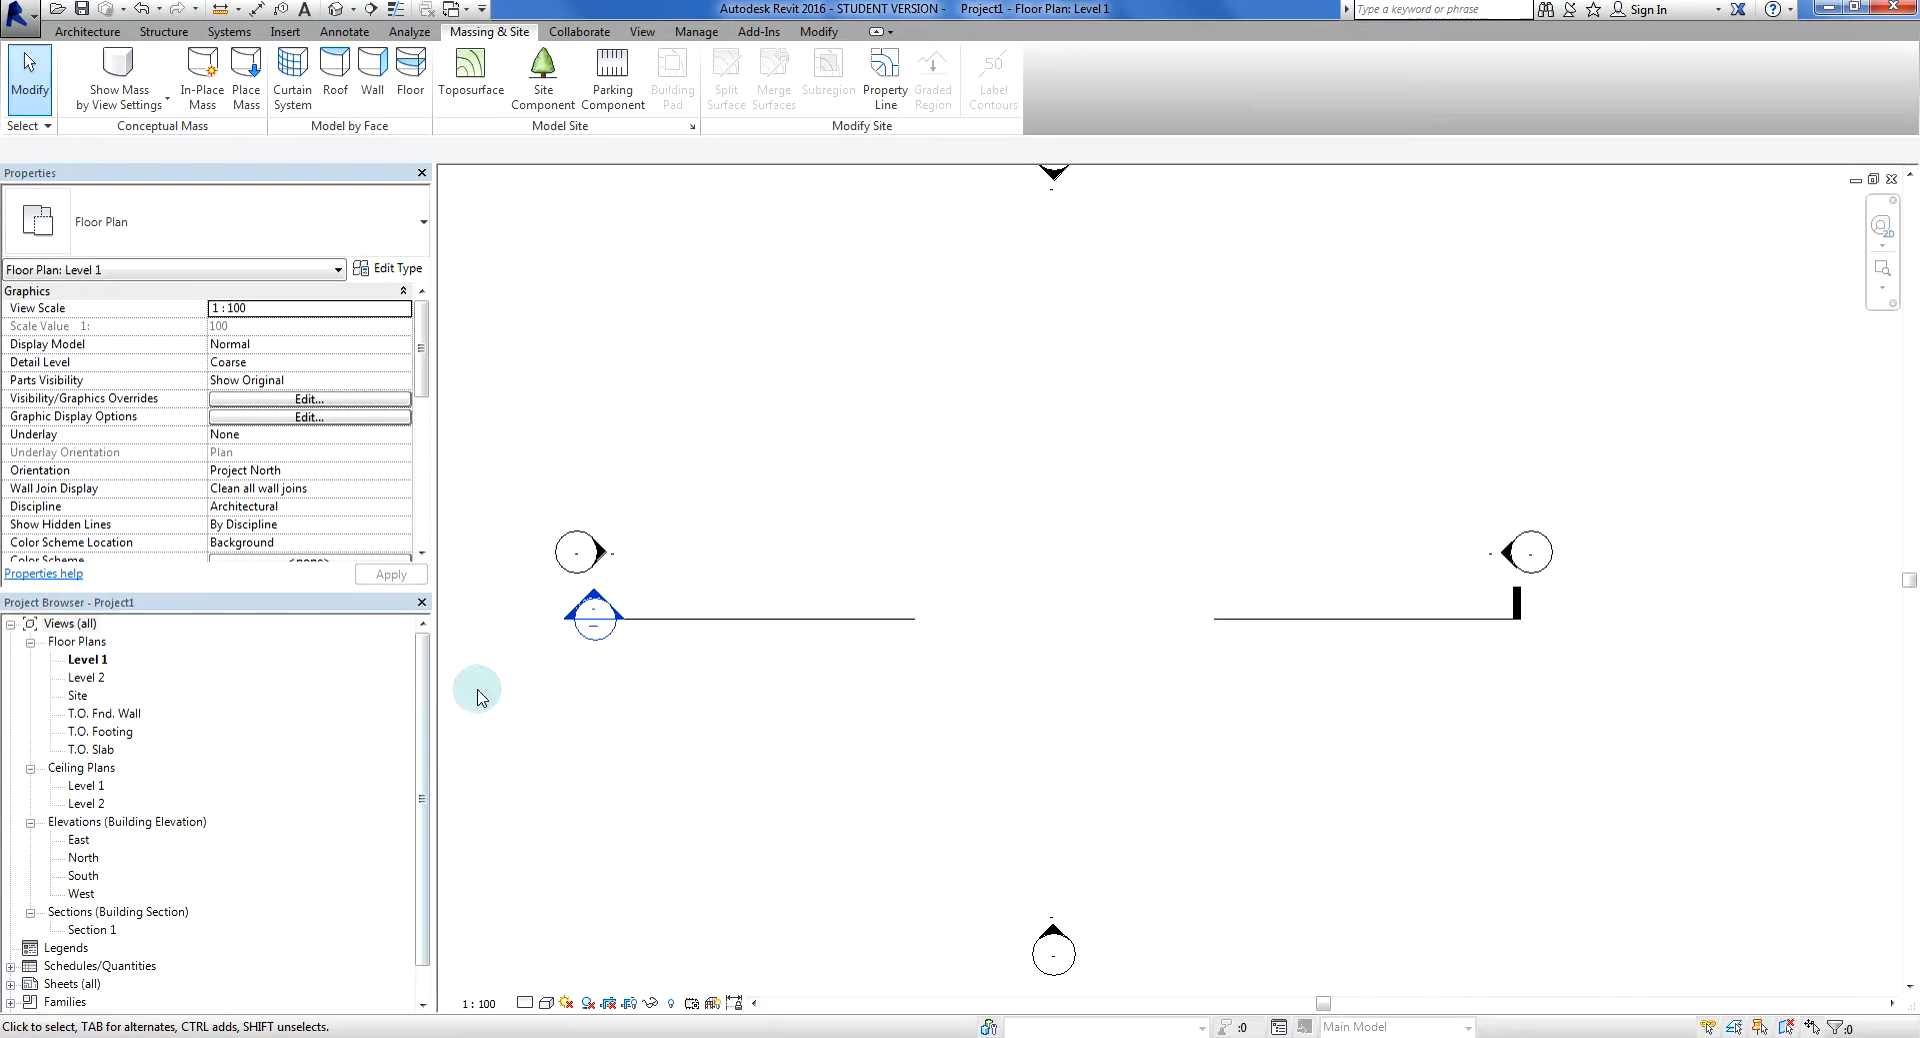 Autodesk Revit 2016 - STUDENT VERSION - Project1 - Floor Plan: Level 1
Type a keyword or phrase
Sign In
Architecture Structure Systems Insert Annotate Analyze Massing & Site Collaborate View Manage Add-Ins Modify
Modify
Show Mass by View Settings
In-Place Mass
Place Mass
Curtain System
Roof
Wall
Floor
Toposurface
Site Component
Parking Component
Building Pad
Split Surface
Merge Surfaces
Subregion
Property Line
Graded Region
50
Label Contours
Select
Conceptual Mass
Model by Face
Model Site
Modify Site
Properties
Floor Plan
Floor Plan: Level 1
Edit Type
Graphics
View Scale 1 : 100
Scale Value 1: 100
Display Model Normal
Detail Level Coarse
Parts Visibility Show Original
Visibility/Graphics Overrides Edit...
Graphic Display Options Edit...
Underlay None
Underlay Orientation Plan
Orientation Project North
Wall Join Display Clean all wall joins
Discipline Architectural
Show Hidden Lines By Discipline
Color Scheme Location Background
Color Scheme <none>
Properties help
Apply
Project Browser - Project1
Views (all)
Floor Plans
Level 1
Level 2
Site
T.O. Fnd. Wall
T.O. Footing
T.O. Slab
Ceiling Plans
Level 1
Level 2
Elevations (Building Elevation)
East
North
South
West
Sections (Building Section)
Section 1
Legends
Schedules/Quantities
Sheets (all)
Families
2D
1 : 100
Click to select, TAB for alternates, CTRL adds, SHIFT unselects.
:0
Main Model
:0